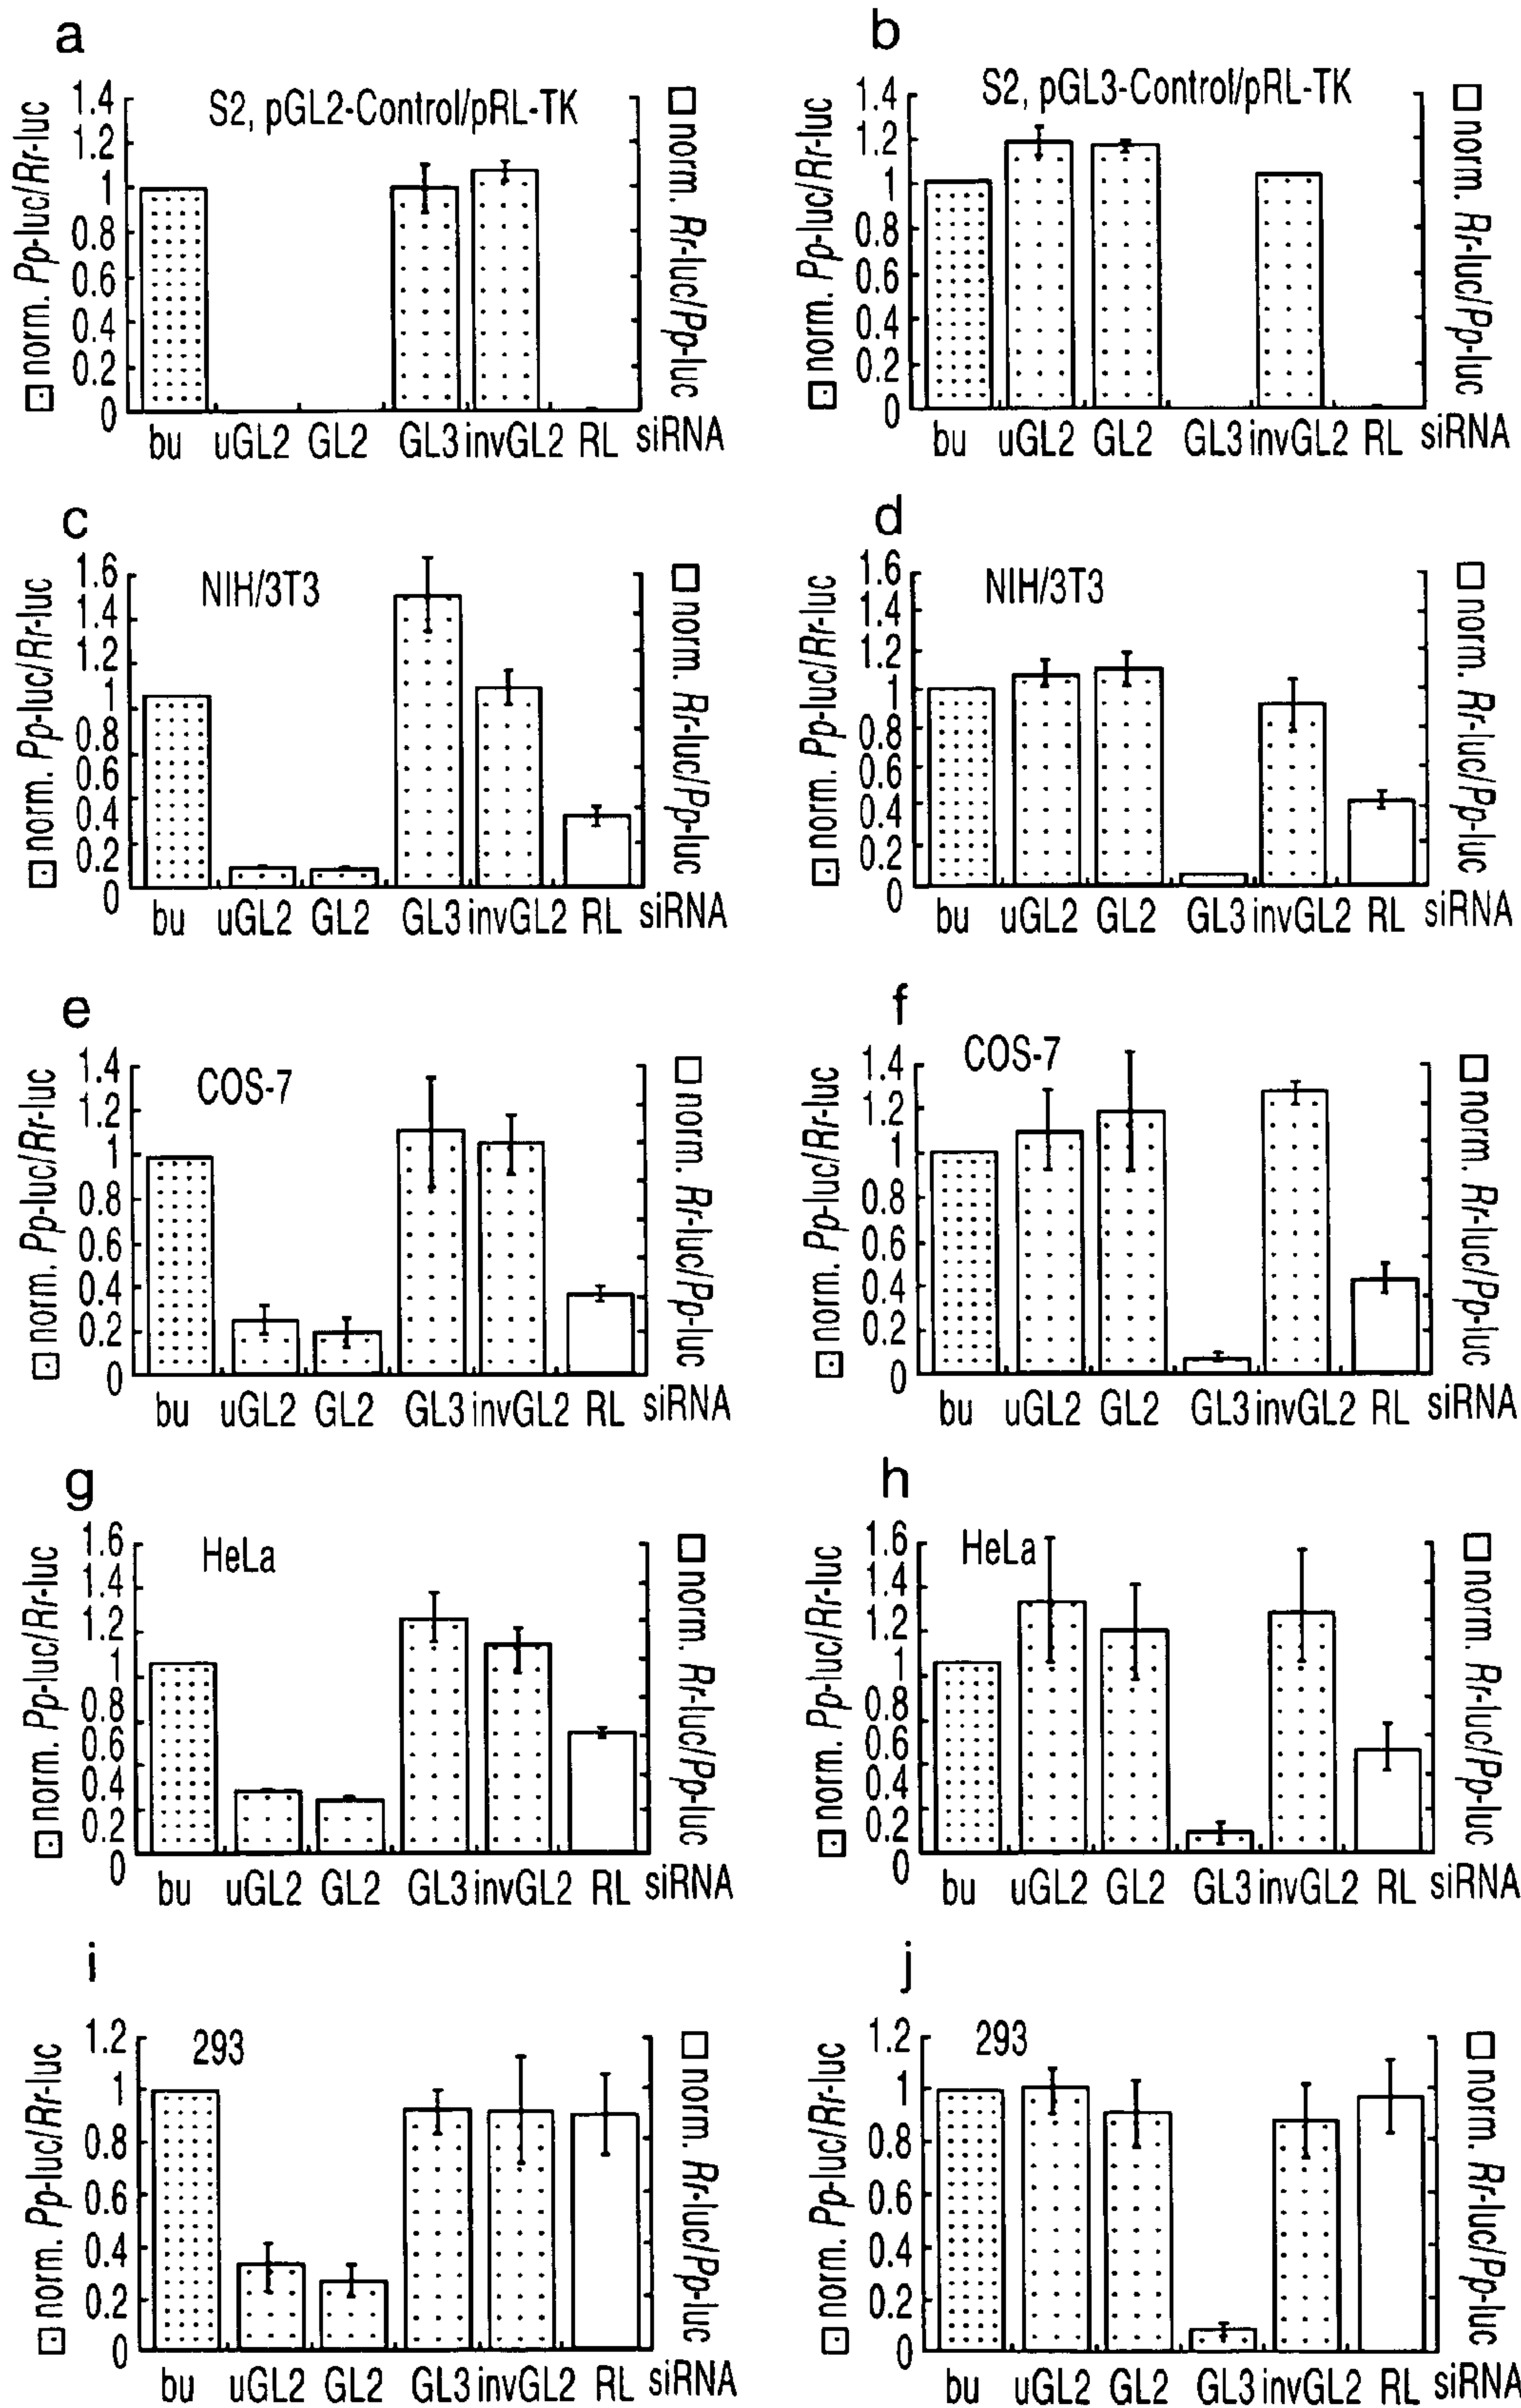 a
S2, pGL2-Control/pRL-TK
norm. Pp-luc/Rr-luc
1.4
1.2
1
0.8
0.6
0.4
0.2
0
norm. Rr-luc/Pp-luc
bu uGL2 GL2 GL3 invGL2 RL siRNA
b
S2, pGL3-Control/pRL-TK
norm. Pp-luc/Rr-luc
1.4
1.2
1
0.8
0.6
0.4
0.2
0
norm. Rr-luc/Pp-luc
bu uGL2 GL2 GL3 invGL2 RL siRNA
c
NIH/3T3
norm. Pp-luc/Rr-luc
1.6
1.4
1.2
1
0.8
0.6
0.4
0.2
0
norm. Rr-luc/Pp-luc
bu uGL2 GL2 GL3 invGL2 RL siRNA
d
NIH/3T3
norm. Pp-luc/Rr-luc
1.6
1.4
1.2
1
0.8
0.6
0.4
0.2
0
norm. Rr-luc/Pp-luc
bu uGL2 GL2 GL3 invGL2 RL siRNA
e
COS-7
norm. Pp-luc/Rr-luc
1.4
1.2
1
0.8
0.6
0.4
0.2
0
norm. Rr-luc/Pp-luc
bu uGL2 GL2 GL3 invGL2 RL siRNA
f
COS-7
norm. Pp-luc/Rr-luc
1.4
1.2
1
0.8
0.6
0.4
0.2
0
norm. Rr-luc/Pp-luc
bu uGL2 GL2 GL3 invGL2 RL siRNA
g
HeLa
norm. Pp-luc/Rr-luc
1.6
1.4
1.2
1
0.8
0.6
0.4
0.2
0
norm. Rr-luc/Pp-luc
bu uGL2 GL2 GL3 invGL2 RL siRNA
h
HeLa
norm. Pp-luc/Rr-luc
1.6
1.4
1.2
1
0.8
0.6
0.4
0.2
0
norm. Rr-luc/Pp-luc
bu uGL2 GL2 GL3 invGL2 RL siRNA
i
293
norm. Pp-luc/Rr-luc
1.2
1
0.8
0.6
0.4
0.2
0
norm. Rr-luc/Pp-luc
bu uGL2 GL2 GL3 invGL2 RL siRNA
j
293
norm. Pp-luc/Rr-luc
1.2
1
0.8
0.6
0.4
0.2
0
norm. Rr-luc/Pp-luc
bu uGL2 GL2 GL3 invGL2 RL siRNA